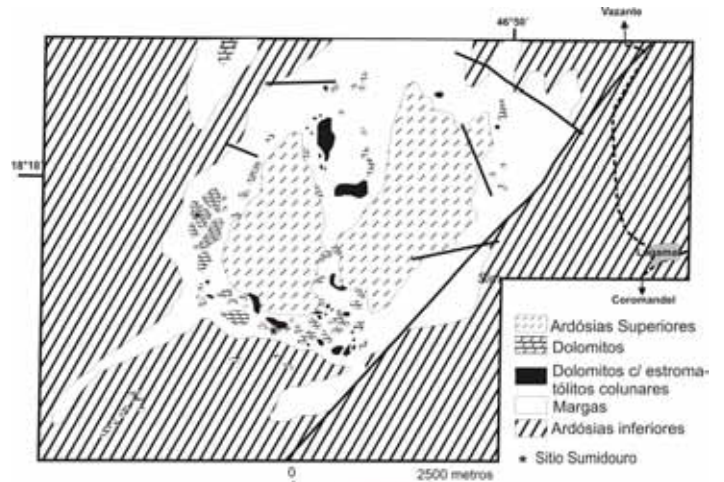 Vazante
46°50'
18°10'
Lagamar
Coromandel
Ardósias Superiores
Dolomitos
Dolomitos c/ estroma-
tólitos colunares
Margas
Ardósias inferiores
* Sítio Sumidouro
0 2500 metros